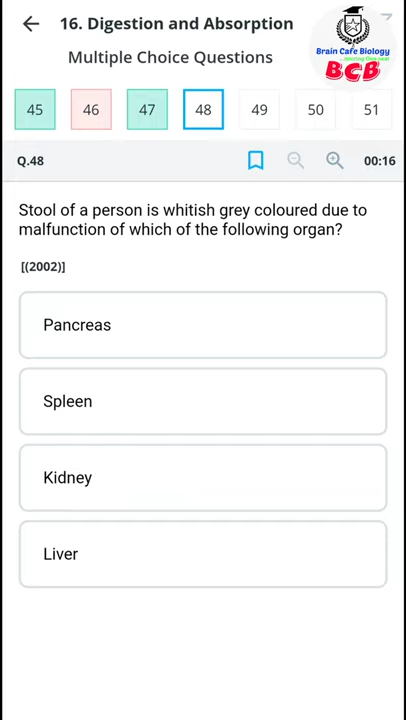 16. Digestion and Absorption
Multiple Choice Questions
Brain Cafe Biology
BCB
45 46 47 48 49 50 51
Q.48 00:16
Stool of a person is whitish grey coloured due to
malfunction of which of the following organ?
[(2002)]
Pancreas
Spleen
Kidney
Liver